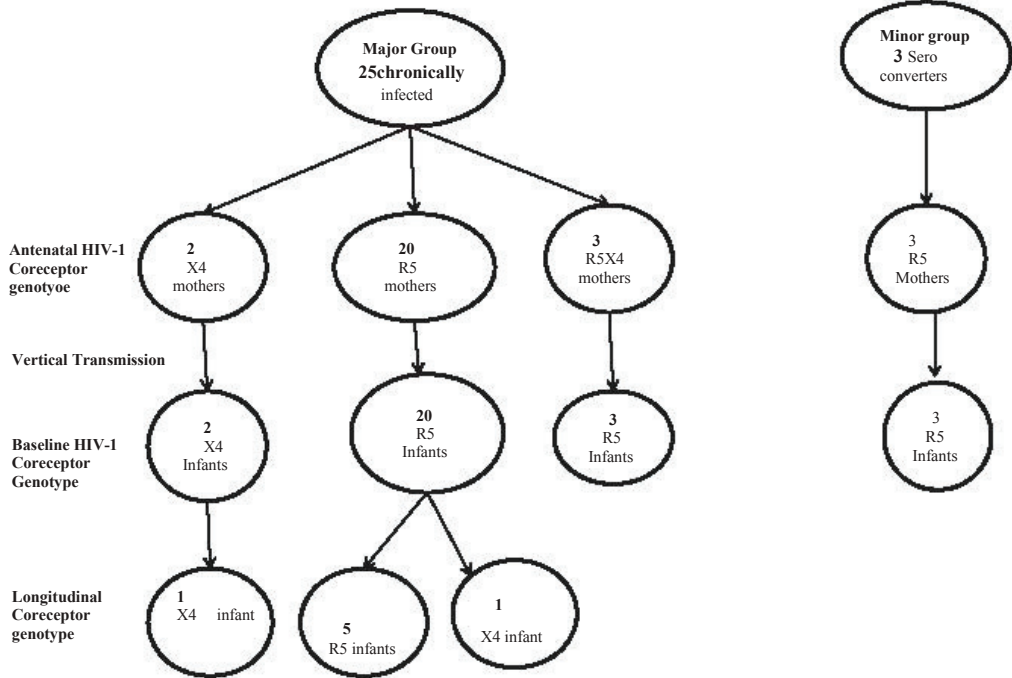 Major Group
25chronically
infected
Minor group
3 Sero
converters
Antenatal HIV-1
Coreceptor
genotyoe
2
X4
mothers
20
R5
mothers
3
R5X4
mothers
3
R5
Mothers
Vertical Transmission
Baseline HIV-1
Coreceptor
Genotype
2
X4
Infants
20
R5
Infants
3
R5
Infants
3
R5
Infants
Longitudinal
Coreceptor
genotype
1
X4 infant
5
R5 infants
1
X4 infant